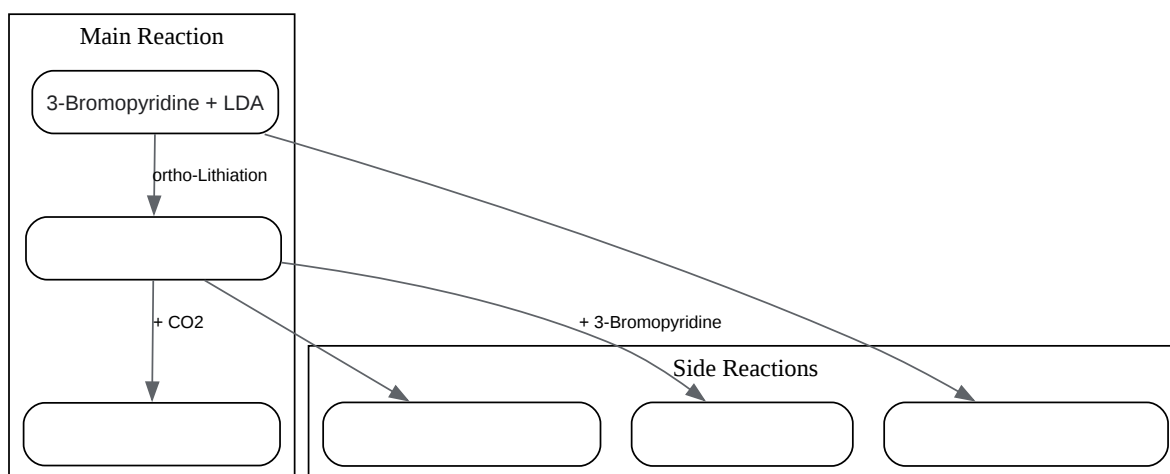 Main Reaction
3-Bromopyridine + LDA
ortho-Lithiation
+ CO2
+ 3-Bromopyridine
Side Reactions